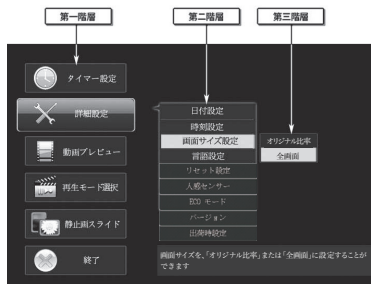 第一階層
第二階層
第三階層
タイマー設定
詳細設定
動画プレビュー
再生モード選択
静止画スライド
終了
日付設定
時刻設定
画面サイズ設定
言語設定
リセット設定
人感センサー
ECO モード
バージョン
出荷時設定
オリジナル比率
全画面
画面サイズを、「オリジナル比率」または「全画面」に設定することが
できます